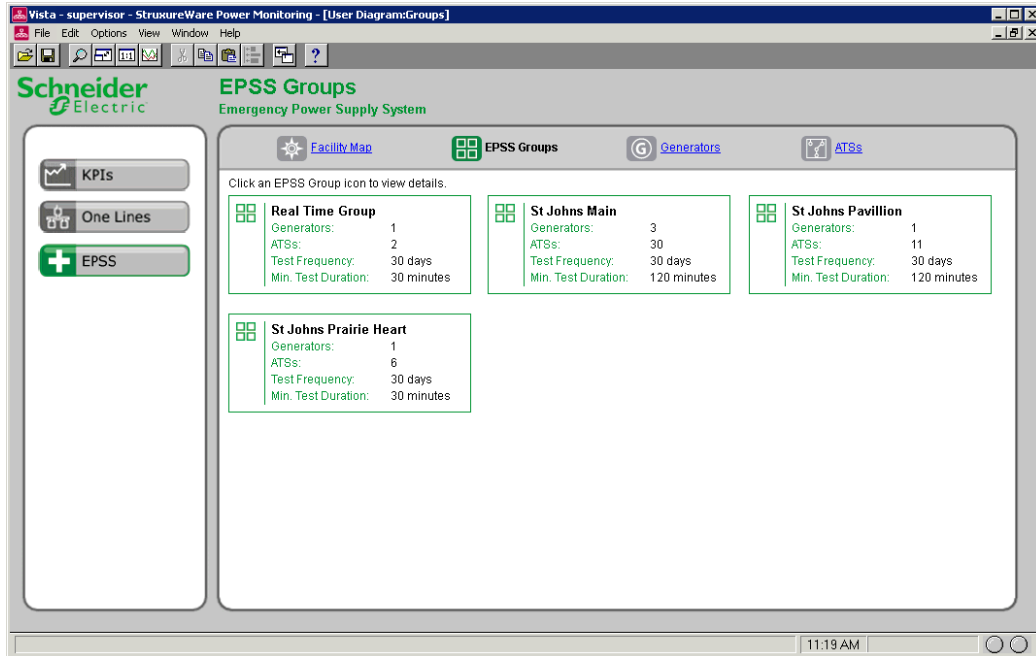 Vista - supervisor - StruxureWare Power Monitoring - [User Diagram:Groups]
File Edit Options View Window Help
1:1
?
Schneider
Electric
EPSS Groups
Emergency Power Supply System
KPIs
One Lines
EPSS
Facility Map
EPSS Groups
G
Generators
ATSs
Click an EPSS Group icon to view details.
Real Time Group
Generators: 1
ATSs: 2
Test Frequency: 30 days
Min. Test Duration: 30 minutes
St Johns Main
Generators: 3
ATSs: 30
Test Frequency: 30 days
Min. Test Duration: 120 minutes
St Johns Pavillion
Generators: 1
ATSs: 11
Test Frequency: 30 days
Min. Test Duration: 120 minutes
St Johns Prairie Heart
Generators: 1
ATSs: 6
Test Frequency: 30 days
Min. Test Duration: 30 minutes
11:19 AM